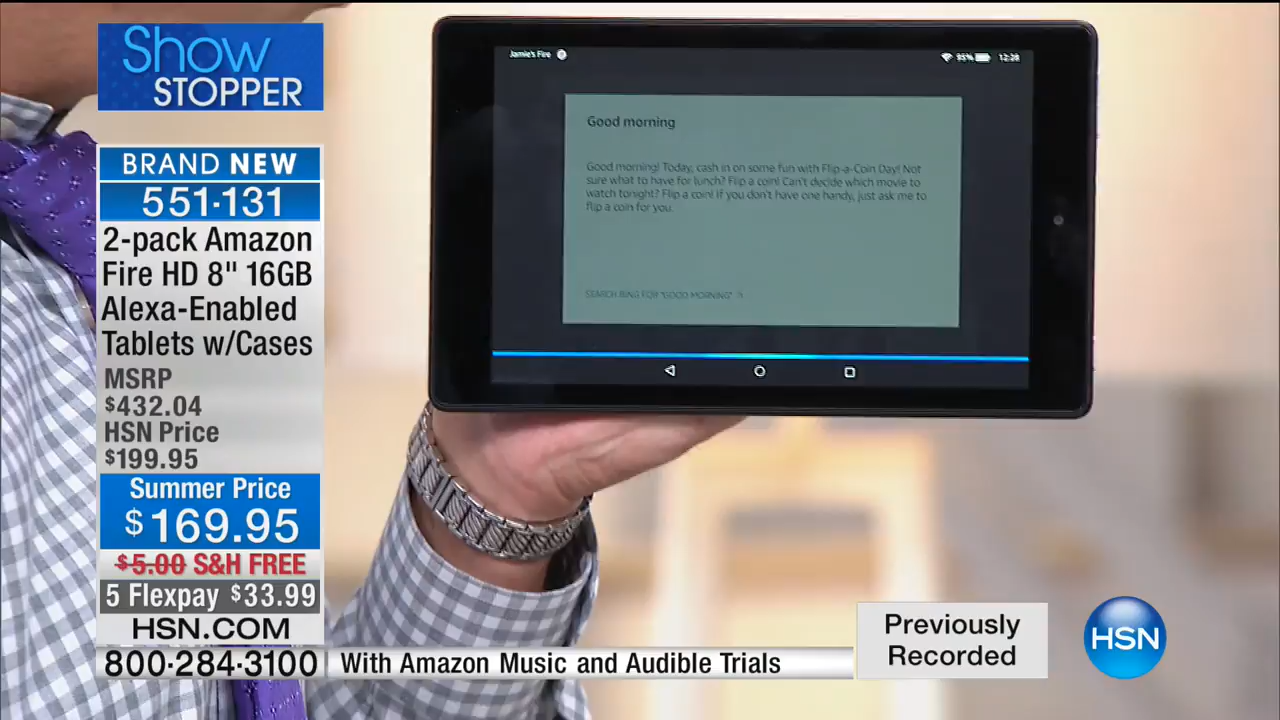 Show
STOPPER
BRAND NEW
551·131
2-pack Amazon
Fire HD 8" 16GB
Alexa-Enabled
Tablets w/Cases
MSRP
$432.04
HSN Price
$199.95
Summer Price
$169.95
$5.00 S&H FREE
5 Flexpay $33.99
HSN.COM
800·284·3100
With Amazon Music and Audible Trials
Jamie's Fire
95%
12:28
Good morning
Good morning! Today, cash in on some fun with Flip-a-Coin Day! Not
sure what to have for lunch? Flip a coin! Can't decide which movie to
watch tonight? Flip a coin! If you don't have one handy, just ask me to
flip a coin for you.
SEARCH BING FOR "GOOD MORNING"
Previously
Recorded
HSN